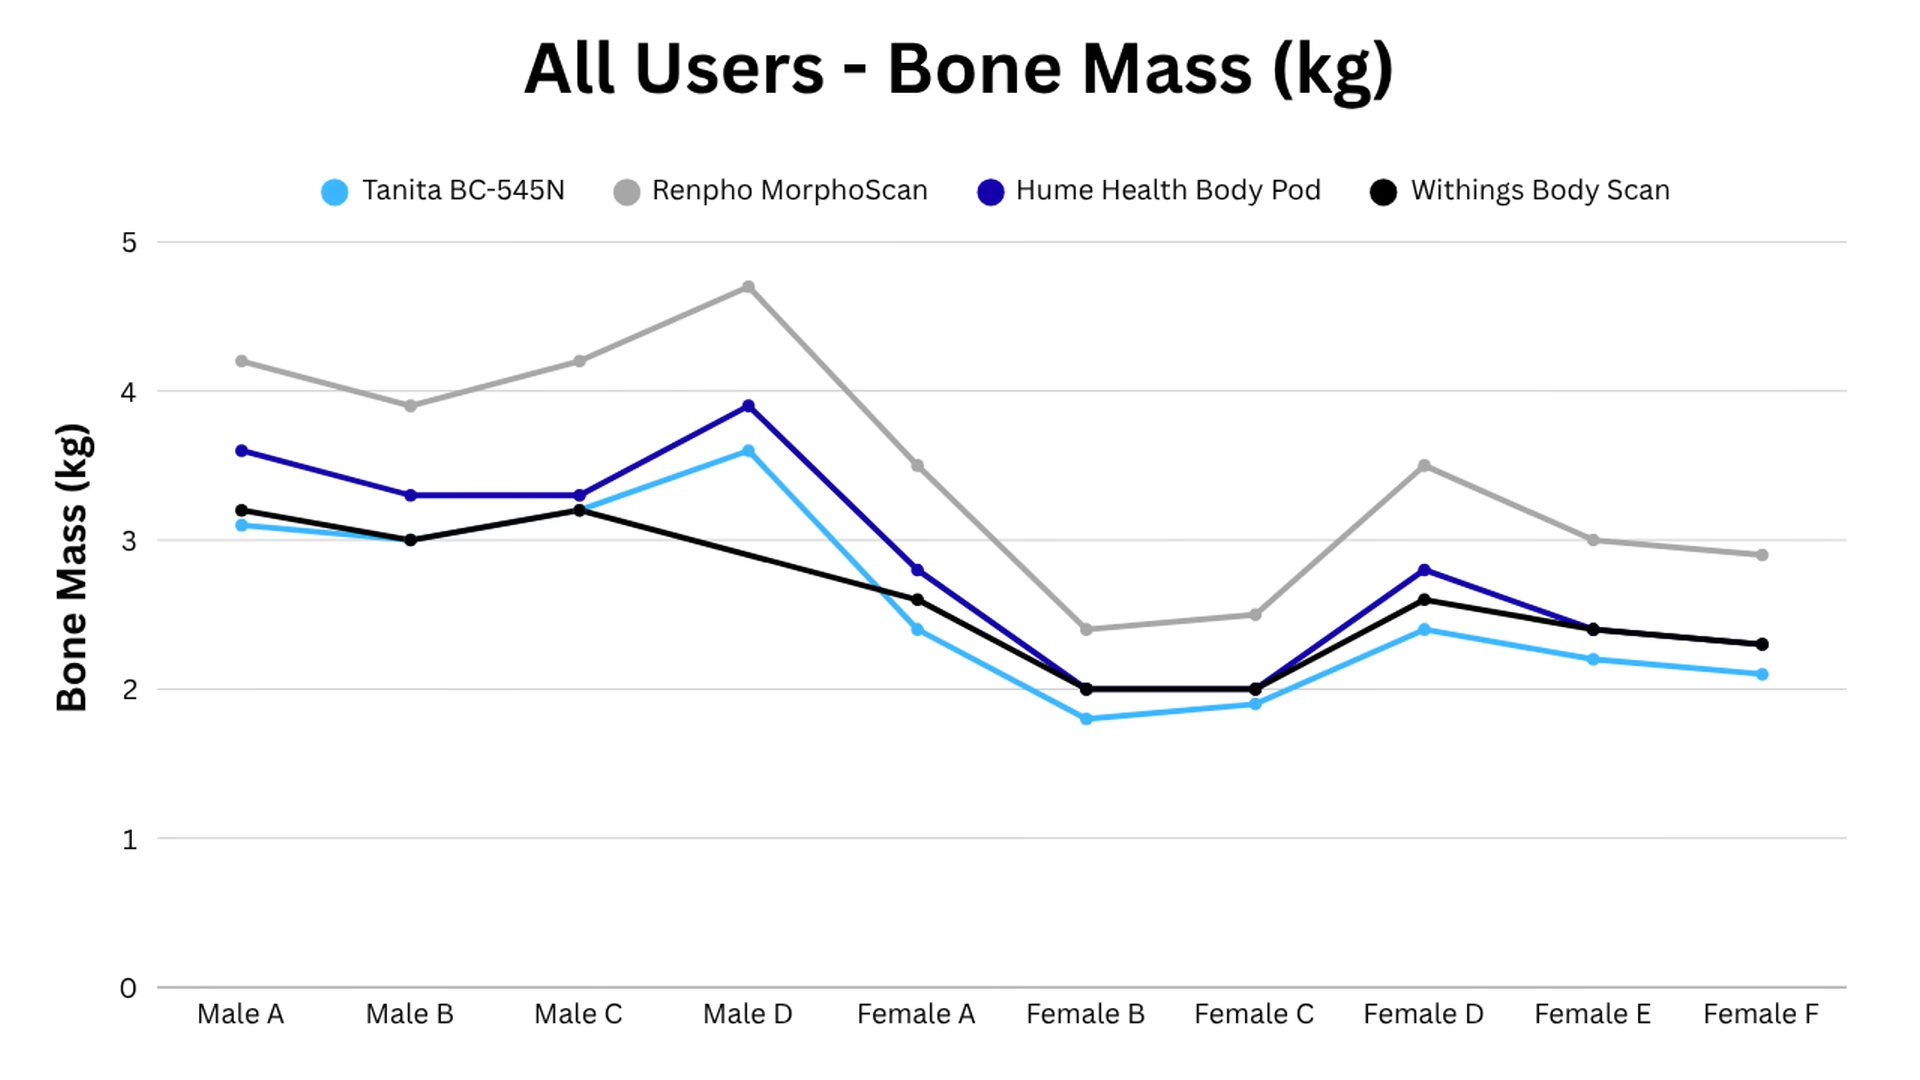 All Users - Bone Mass (kg)
Tanita BC-545N Renpho MorphoScan Hume Health Body Pod Withings Body Scan
Bone Mass (kg)
5
4
3
2
1
0
Male A Male B Male C Male D Female A Female B Female C Female D Female E Female F